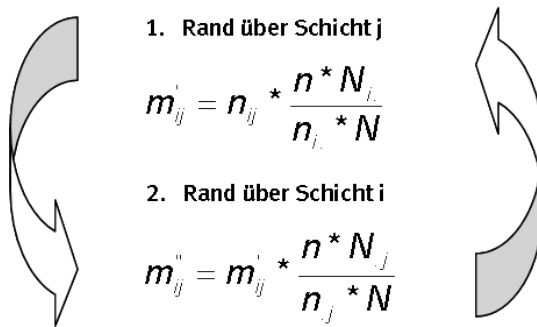 1. Rand über Schicht j
m'ij = nij * n * Ni. / ni. * N
2. Rand über Schicht i
m''ij = m'ij * n * N.j / n.j * N